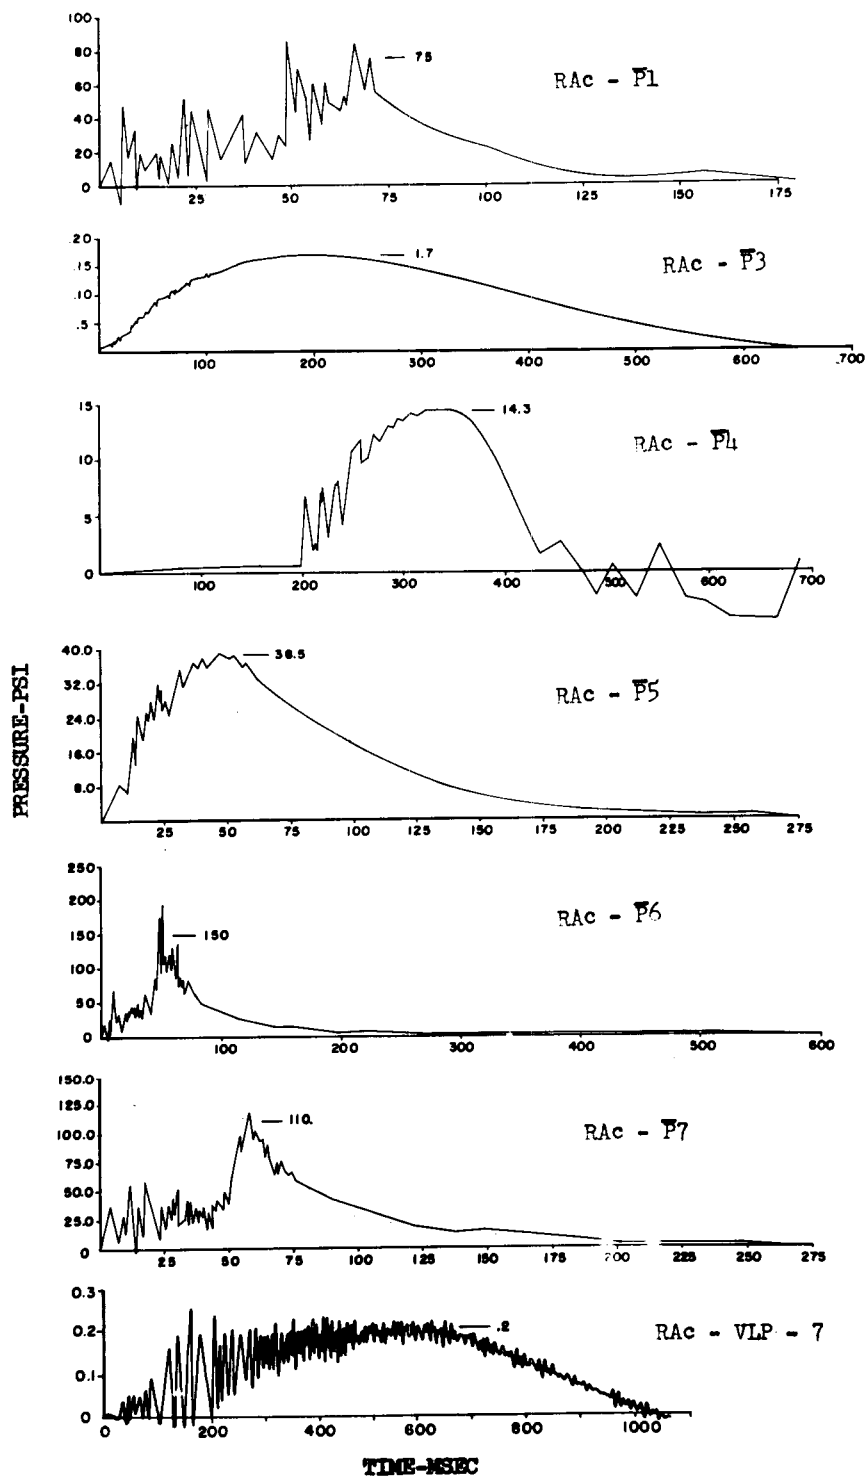 PRESSURE-PSI
100
80
60
40
20
0
25 50 75 100 125 150 175
75
RAc - P̅1
.20
.15
.10
.5
100 200 300 400 500 600 .700
1.7
RAc - P̅3
15
10
5
0
100 200 300 400 500 600 700
14.3
RAc - P̅4
40.0
32.0
24.0
16.0
8.0
25 50 75 100 125 150 175 200 225 250 275
38.5
RAc - P̅5
250
200
150
100
50
0
100 200 300 400 500 600
150
RAc - P̅6
150.0
125.0
100.0
75.0
50.0
25.0
0
25 50 75 100 125 150 175 200 225 250 275
110.
RAc - P̅7
0.3
0.2
0.1
0
0 200 400 600 800 1000
.2
RAc - VLP - 7
TIME-MSEC